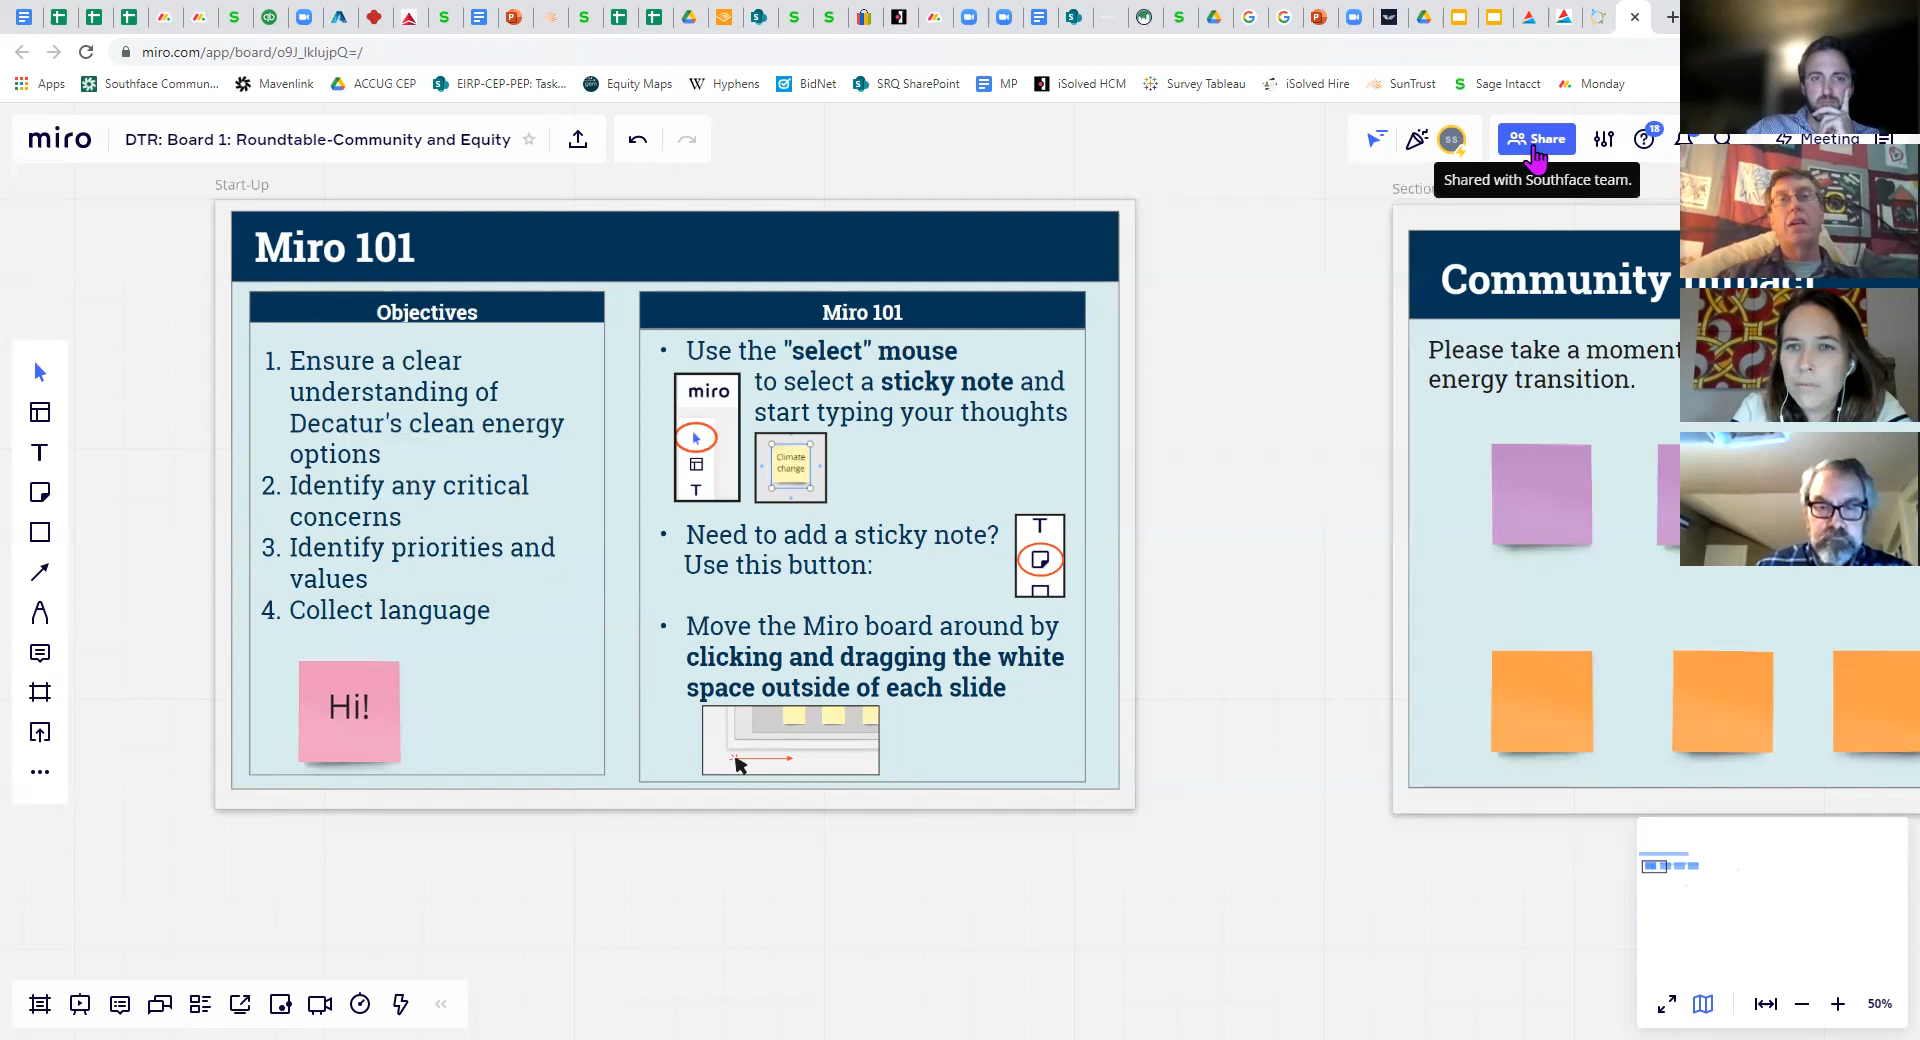 miro.com/app/board/o9J_lklujpQ=/
Apps Southface Commun... Mavenlink ACCUG CEP EIRP-CEP-PEP: Task... Equity Maps Hyphens BidNet SRQ SharePoint MP iSolved HCM Survey Tableau iSolved Hire SunTrust Sage Intacct Monday
miro DTR: Board 1: Roundtable-Community and Equity
SS Share 18 Meeting
Shared with Southface team.
Start-Up
Miro 101
Objectives
1. Ensure a clear
understanding of
Decatur's clean energy
options
2. Identify any critical
concerns
3. Identify priorities and
values
4. Collect language
Hi!
Miro 101
• Use the "select" mouse
to select a sticky note and
start typing your thoughts
miro
T
Climate
change
• Need to add a sticky note?
Use this button:
T
• Move the Miro board around by
clicking and dragging the white
space outside of each slide
Community Impact
Please take a moment
energy transition.
50%